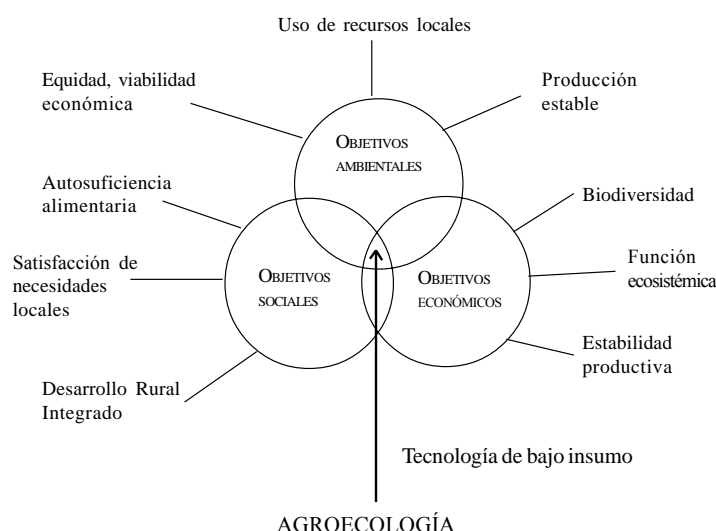 Uso de recursos locales
Equidad, viabilidad
económica
Producción
estable
OBJETIVOS
AMBIENTALES
Autosuficiencia
alimentaria
Biodiversidad
Satisfacción de
necesidades
locales
OBJETIVOS
SOCIALES
OBJETIVOS
ECONÓMICOS
Función
ecosistémica
Desarrollo Rural
Integrado
Estabilidad
productiva
Tecnología de bajo insumo
AGROECOLOGÍA